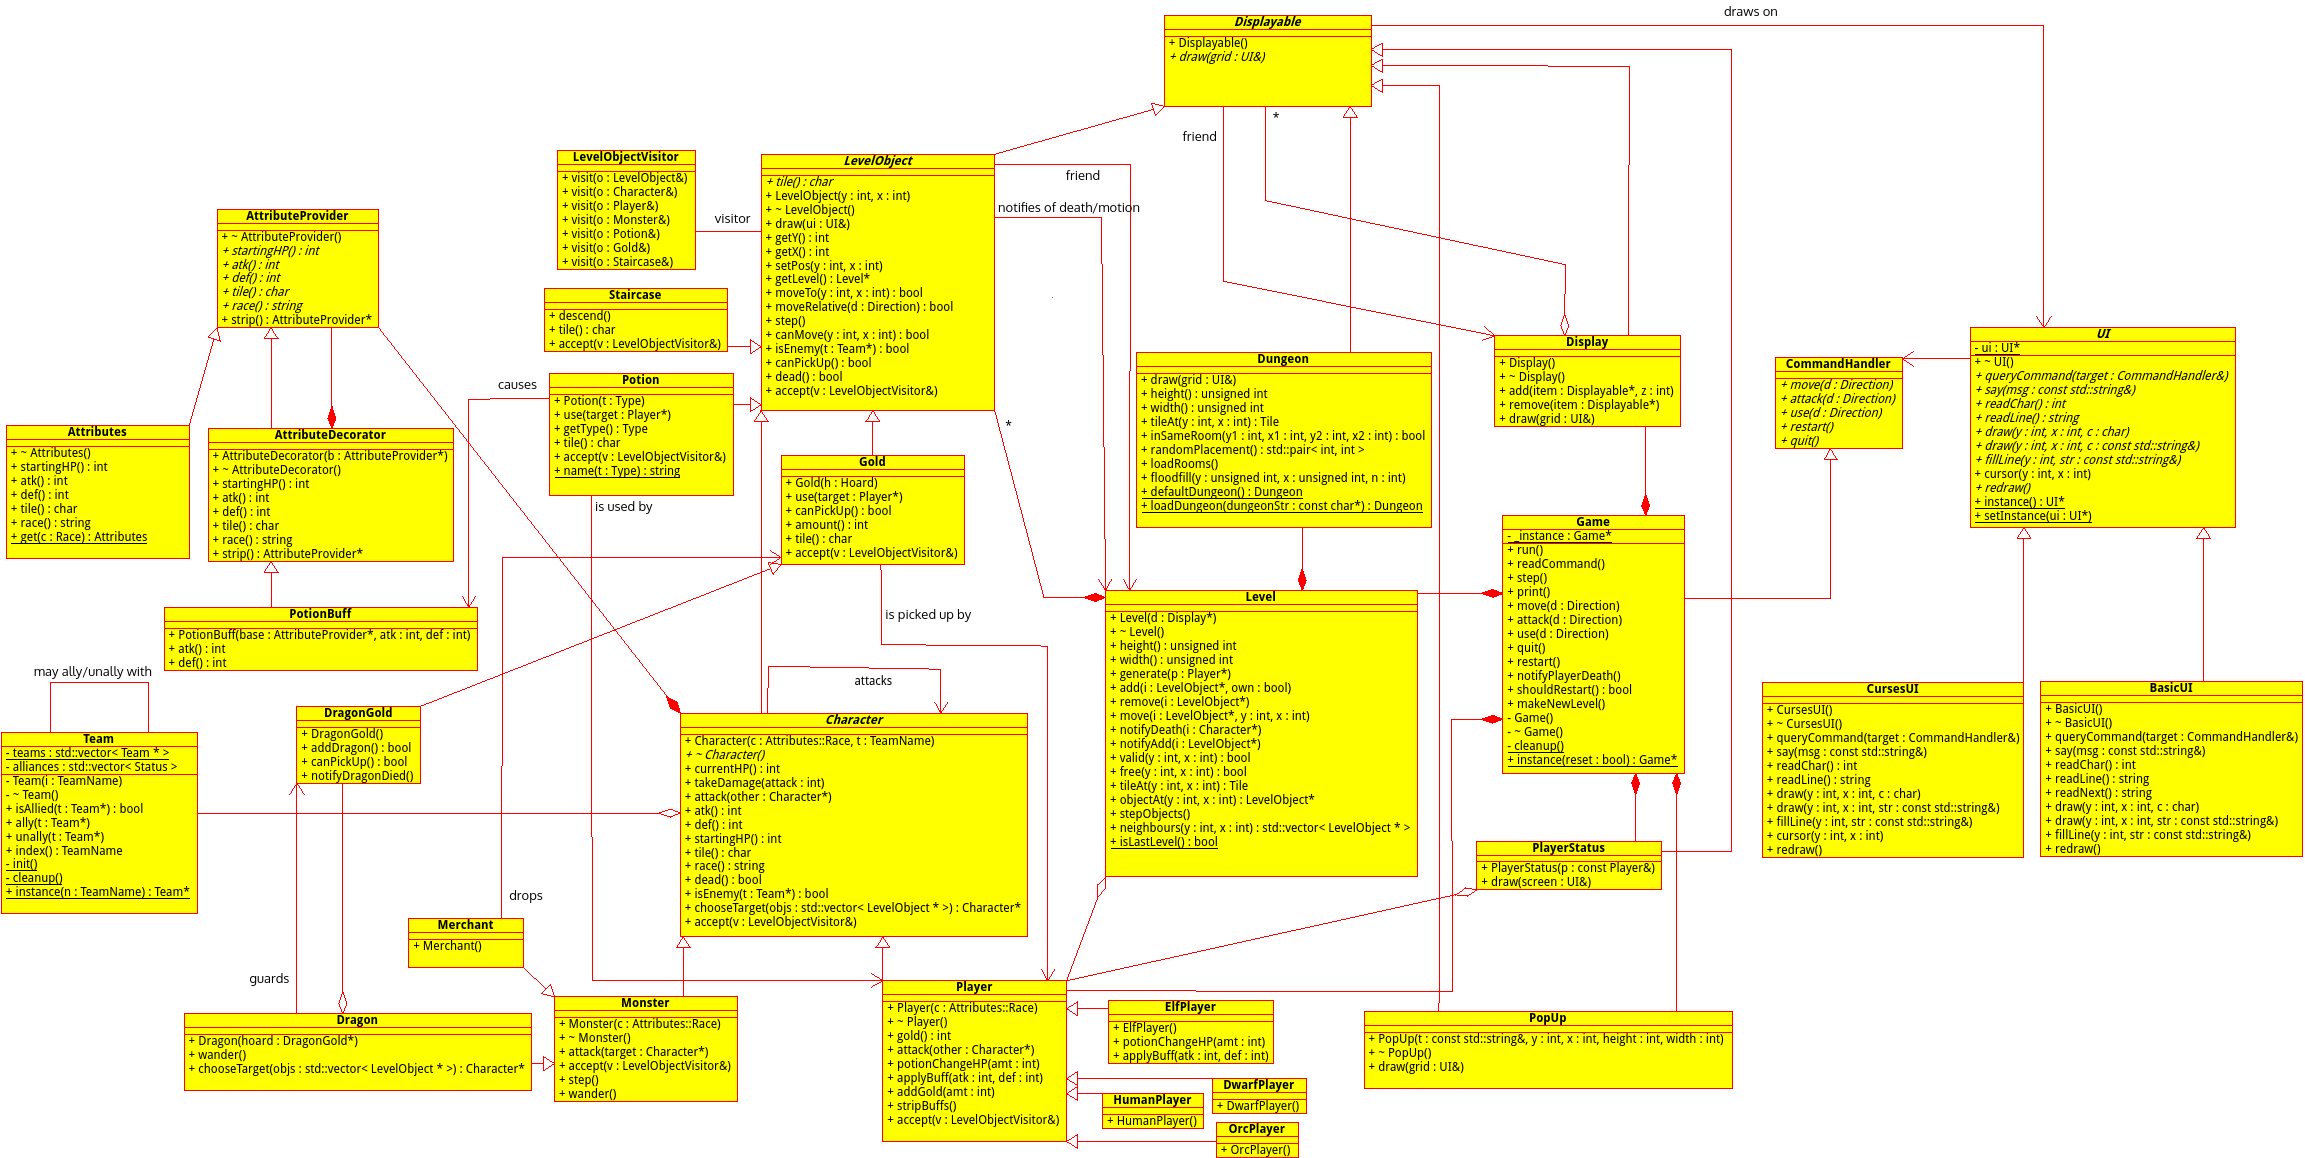 draws on
Displayable
+ Displayable()
+ draw(grid : UI&)
friend
*
LevelObjectVisitor
+ visit(o : LevelObject&)
+ visit(o : Character&)
+ visit(o : Player&)
+ visit(o : Monster&)
+ visit(o : Potion&)
+ visit(o : Gold&)
+ visit(o : Staircase&)
visitor
LevelObject
+ tile() : char
+ LevelObject(y : int, x : int)
+ ~ LevelObject()
+ draw(ui : UI&)
+ getY() : int
+ getX() : int
+ setPos(y : int, x : int)
+ getLevel() : Level*
+ moveTo(y : int, x : int) : bool
+ moveRelative(d : Direction) : bool
+ step()
+ canMove(y : int, x : int) : bool
+ isEnemy(t : Team*) : bool
+ canPickUp() : bool
+ dead() : bool
+ accept(v : LevelObjectVisitor&)
friend
notifies of death/motion
*
AttributeProvider
+ ~ AttributeProvider()
+ startingHP() : int
+ atk() : int
+ def() : int
+ tile() : char
+ race() : string
+ strip() : AttributeProvider*
Staircase
+ descend()
+ tile() : char
+ accept(v : LevelObjectVisitor&)
causes
Potion
+ Potion(t : Type)
+ use(target : Player*)
+ getType() : Type
+ tile() : char
+ accept(v : LevelObjectVisitor&)
+ name(t : Type) : string
is used by
Dungeon
+ draw(grid : UI&)
+ height() : unsigned int
+ width() : unsigned int
+ tileAt(y : int, x : int) : Tile
+ inSameRoom(y1 : int, x1 : int, y2 : int, x2 : int) : bool
+ randomPlacement() : std::pair< int, int >
+ loadRooms()
+ floodfill(y : unsigned int, x : unsigned int, n : int)
+ defaultDungeon() : Dungeon
+ loadDungeon(dungeonStr : const char*) : Dungeon
Display
+ Display()
+ ~ Display()
+ add(item : Displayable*, z : int)
+ remove(item : Displayable*)
+ draw(grid : UI&)
CommandHandler
+ move(d : Direction)
+ attack(d : Direction)
+ use(d : Direction)
+ restart()
+ quit()
UI
- ui : UI*
+ ~ UI()
+ queryCommand(target : CommandHandler&)
+ say(msg : const std::string&)
+ readChar() : int
+ readLine() : string
+ draw(y : int, x : int, c : char)
+ draw(y : int, x : int, c : const std::string&)
+ fillLine(y : int, str : const std::string&)
+ cursor(y : int, x : int)
+ redraw()
+ instance() : UI*
+ setInstance(ui : UI*)
Attributes
+ ~ Attributes()
+ startingHP() : int
+ atk() : int
+ def() : int
+ tile() : char
+ race() : string
+ get(c : Race) : Attributes
AttributeDecorator
+ AttributeDecorator(b : AttributeProvider*)
+ ~ AttributeDecorator()
+ startingHP() : int
+ atk() : int
+ def() : int
+ tile() : char
+ race() : string
+ strip() : AttributeProvider*
Gold
+ Gold(h : Hoard)
+ use(target : Player*)
+ canPickUp() : bool
+ amount() : int
+ tile() : char
+ accept(v : LevelObjectVisitor&)
is picked up by
PotionBuff
+ PotionBuff(base : AttributeProvider*, atk : int, def : int)
+ atk() : int
+ def() : int
Level
+ Level(d : Display*)
+ ~ Level()
+ height() : unsigned int
+ width() : unsigned int
+ generate(p : Player*)
+ add(i : LevelObject*, own : bool)
+ remove(i : LevelObject*)
+ move(i : LevelObject*, y : int, x : int)
+ notifyDeath(i : Character*)
+ notifyAdd(i : LevelObject*)
+ valid(y : int, x : int) : bool
+ free(y : int, x : int) : bool
+ tileAt(y : int, x : int) : Tile
+ objectAt(y : int, x : int) : LevelObject*
+ stepObjects()
+ neighbours(y : int, x : int) : std::vector< LevelObject * >
+ isLastLevel() : bool
Game
- _instance : Game*
+ run()
+ readCommand()
+ step()
+ print()
+ move(d : Direction)
+ attack(d : Direction)
+ use(d : Direction)
+ quit()
+ restart()
+ notifyPlayerDeath()
+ shouldRestart() : bool
+ makeNewLevel()
- Game()
- ~ Game()
- cleanup()
+ instance(reset : bool) : Game*
CursesUI
+ CursesUI()
+ ~ CursesUI()
+ queryCommand(target : CommandHandler&)
+ say(msg : const std::string&)
+ readChar() : int
+ readLine() : string
+ draw(y : int, x : int, c : char)
+ draw(y : int, x : int, str : const std::string&)
+ fillLine(y : int, str : const std::string&)
+ cursor(y : int, x : int)
+ redraw()
BasicUI
+ BasicUI()
+ ~ BasicUI()
+ queryCommand(target : CommandHandler&)
+ say(msg : const std::string&)
+ readChar() : int
+ readLine() : string
+ readNext() : string
+ draw(y : int, x : int, c : char)
+ draw(y : int, x : int, str : const std::string&)
+ fillLine(y : int, str : const std::string&)
+ redraw()
may ally/unally with
Team
- teams : std::vector< Team * >
- alliances : std::vector< Status >
- Team(i : TeamName)
- ~ Team()
+ isAllied(t : Team*) : bool
+ ally(t : Team*)
+ unally(t : Team*)
+ index() : TeamName
- init()
- cleanup()
+ instance(n : TeamName) : Team*
DragonGold
+ DragonGold()
+ addDragon() : bool
+ canPickUp() : bool
+ notifyDragonDied()
attacks
Character
+ Character(c : Attributes::Race, t : TeamName)
+ ~ Character()
+ currentHP() : int
+ takeDamage(attack : int)
+ attack(other : Character*)
+ atk() : int
+ def() : int
+ startingHP() : int
+ tile() : char
+ race() : string
+ dead() : bool
+ isEnemy(t : Team*) : bool
+ chooseTarget(objs : std::vector< LevelObject * >) : Character*
+ accept(v : LevelObjectVisitor&)
PlayerStatus
+ PlayerStatus(p : const Player&)
+ draw(screen : UI&)
drops
Merchant
+ Merchant()
guards
Dragon
+ Dragon(hoard : DragonGold*)
+ wander()
+ chooseTarget(objs : std::vector< LevelObject * >) : Character*
Monster
+ Monster(c : Attributes::Race)
+ ~ Monster()
+ attack(target : Character*)
+ accept(v : LevelObjectVisitor&)
+ step()
+ wander()
Player
+ Player(c : Attributes::Race)
+ ~ Player()
+ gold() : int
+ attack(other : Character*)
+ potionChangeHP(amt : int)
+ applyBuff(atk : int, def : int)
+ addGold(amt : int)
+ stripBuffs()
+ accept(v : LevelObjectVisitor&)
ElfPlayer
+ ElfPlayer()
+ potionChangeHP(amt : int)
+ applyBuff(atk : int, def : int)
DwarfPlayer
+ DwarfPlayer()
HumanPlayer
+ HumanPlayer()
OrcPlayer
+ OrcPlayer()
PopUp
+ PopUp(t : const std::string&, y : int, x : int, height : int, width : int)
+ ~ PopUp()
+ draw(grid : UI&)